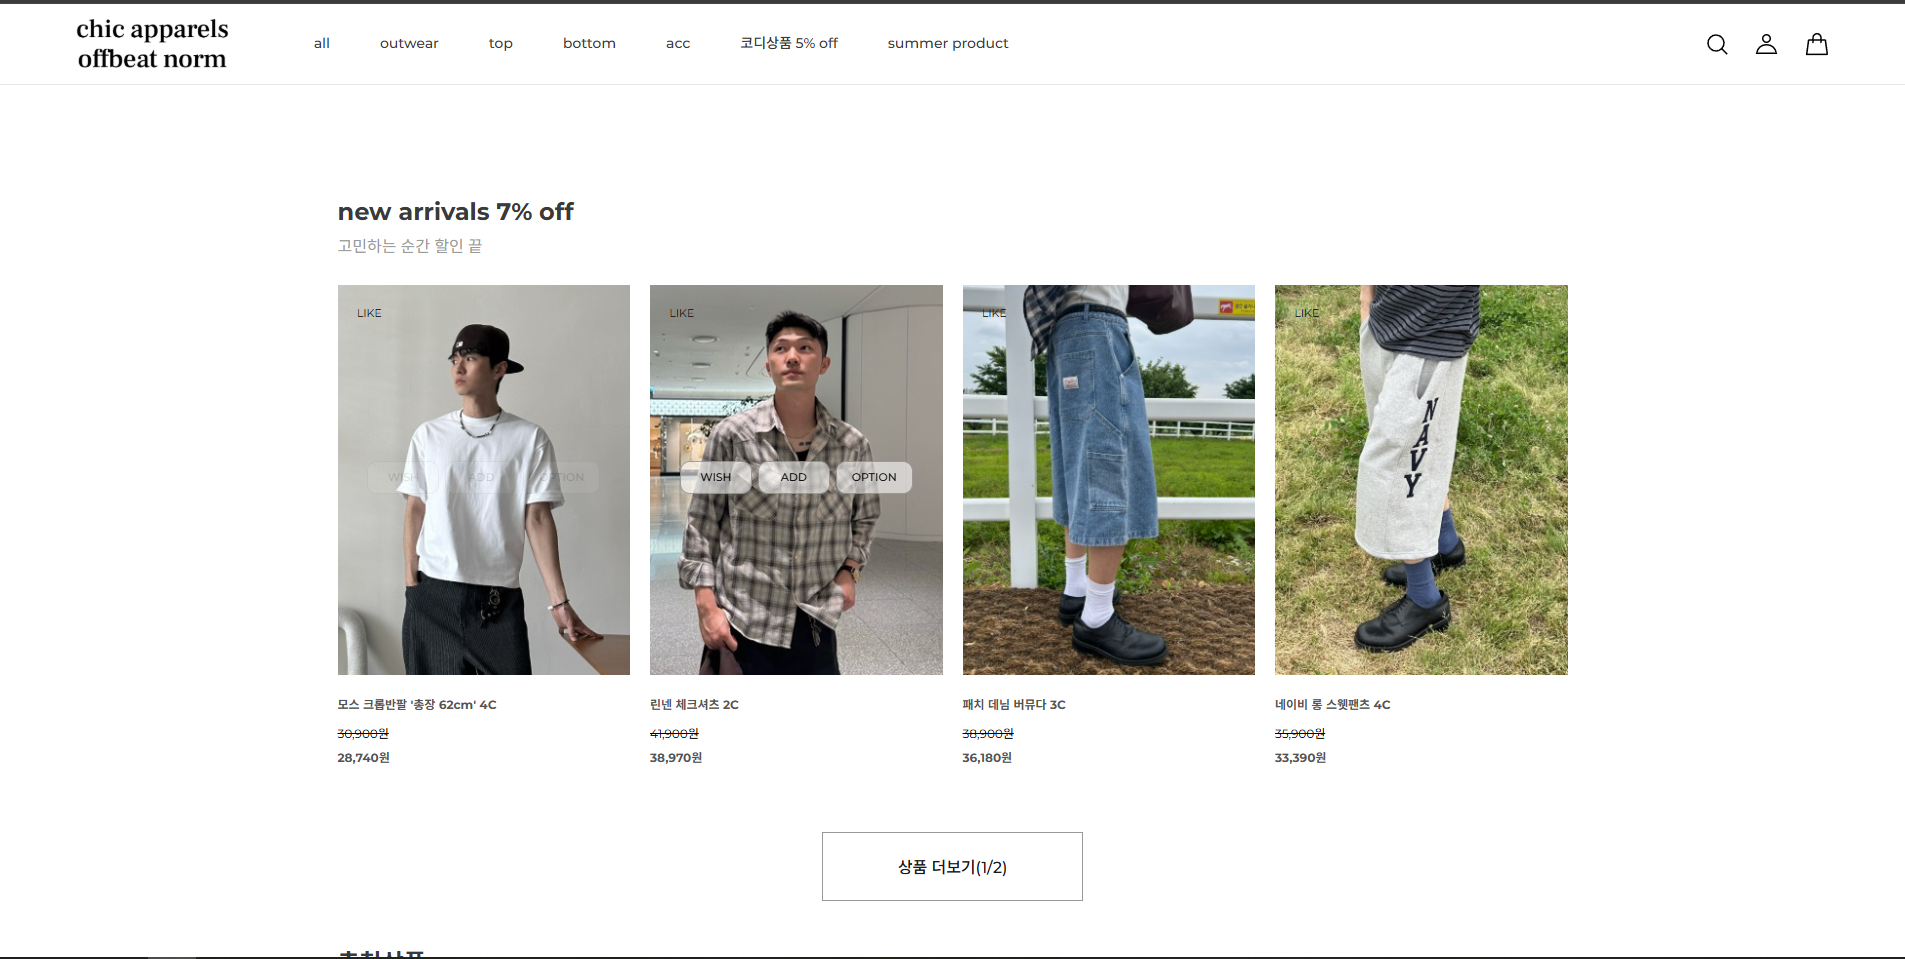 chic apparels
offbeat norm
all outwear top bottom acc 코디상품 5% off summer product
new arrivals 7% off
고민하는 순간 할인 끝
LIKE LIKE LIKE LIKE
NAVY
WISH ADD OPTION WISH ADD OPTION
모스 크롭반팔 '총장 62cm' 4C
30,900원
28,740원
린넨 체크셔츠 2C
41,900원
38,970원
패치 데님 버뮤다 3C
38,900원
36,180원
네이비 롱 스웻팬츠 4C
35,900원
33,390원
상품 더보기(1/2)